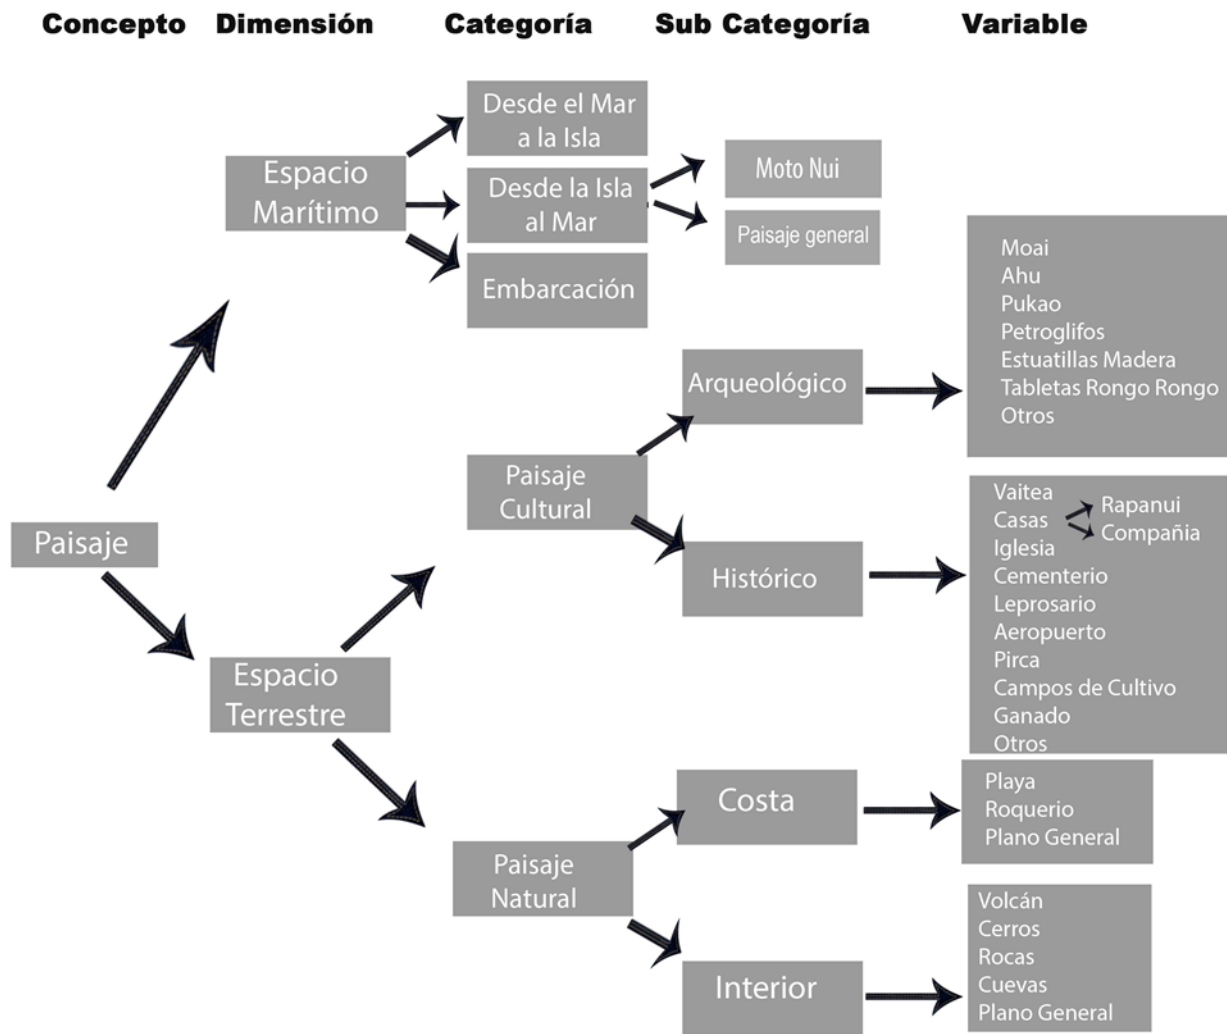 Concepto Dimensión Categoría Sub Categoría Variable
Desde el Mar
a la Isla
Espacio
Marítimo
Desde la Isla
al Mar
Embarcación
Moto Nui
Paisaje general
Paisaje
Espacio
Terrestre
Paisaje
Cultural
Arqueológico
Moai
Ahu
Pukao
Petroglifos
Estuatillas Madera
Tabletas Rongo Rongo
Otros
Histórico
Vaitea
Casas
Rapanui
Compañia
Iglesia
Cementerio
Leprosario
Aeropuerto
Pirca
Campos de Cultivo
Ganado
Otros
Paisaje
Natural
Costa
Playa
Roquerio
Plano General
Interior
Volcán
Cerros
Rocas
Cuevas
Plano General